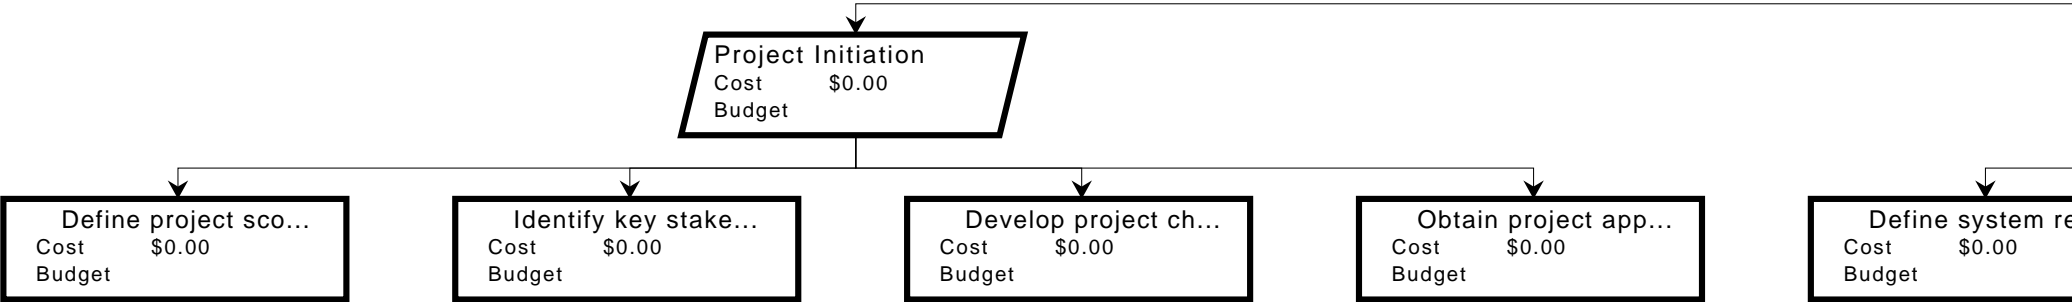 Project Initiation
Cost $0.00
Budget
Define project sco...
Cost $0.00
Budget
Identify key stake...
Cost $0.00
Budget
Develop project ch...
Cost $0.00
Budget
Obtain project app...
Cost $0.00
Budget
Define system re
Cost $0.00
Budget